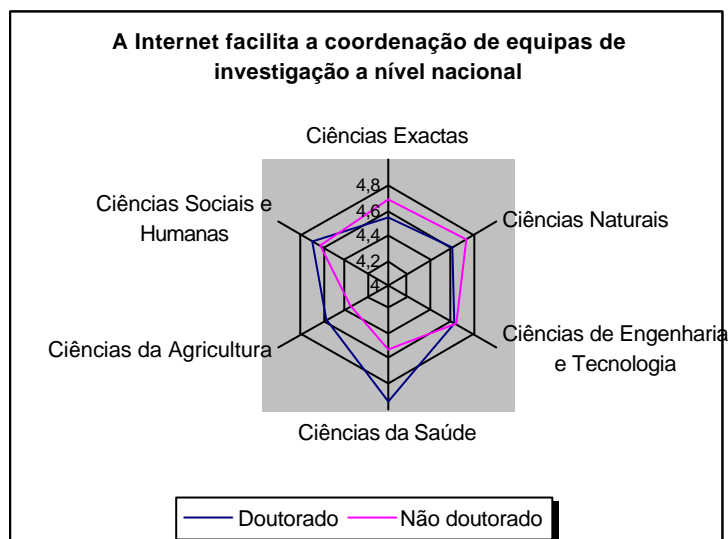 A Internet facilita a coordenação de equipas de
investigação a nível nacional
Ciências Exactas
4,8
4,6
4,4
4,2
4
Ciências Sociais e
Humanas
Ciências Naturais
Ciências da Agricultura
Ciências de Engenharia
e Tecnologia
Ciências da Saúde
Doutorado
Não doutorado